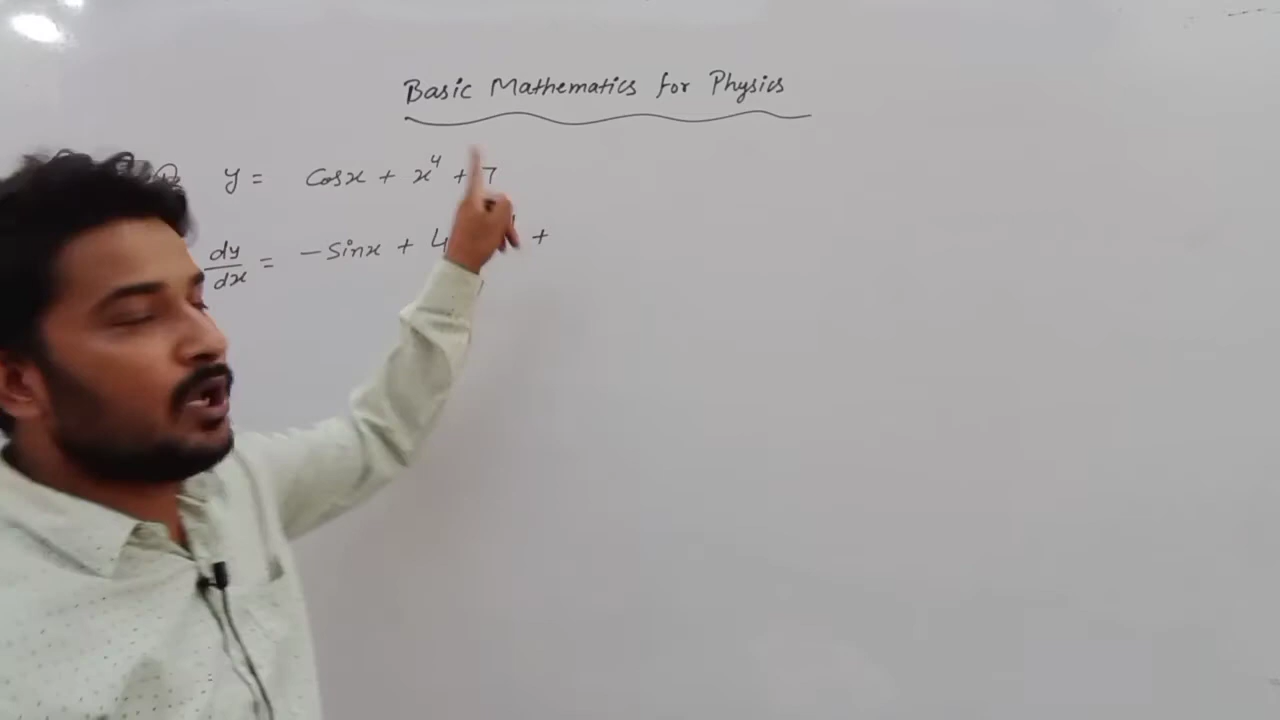 Basic Mathematics for Physics
y = Cosx + x⁴ + 7
dy/dx = -Sinx + 4 +